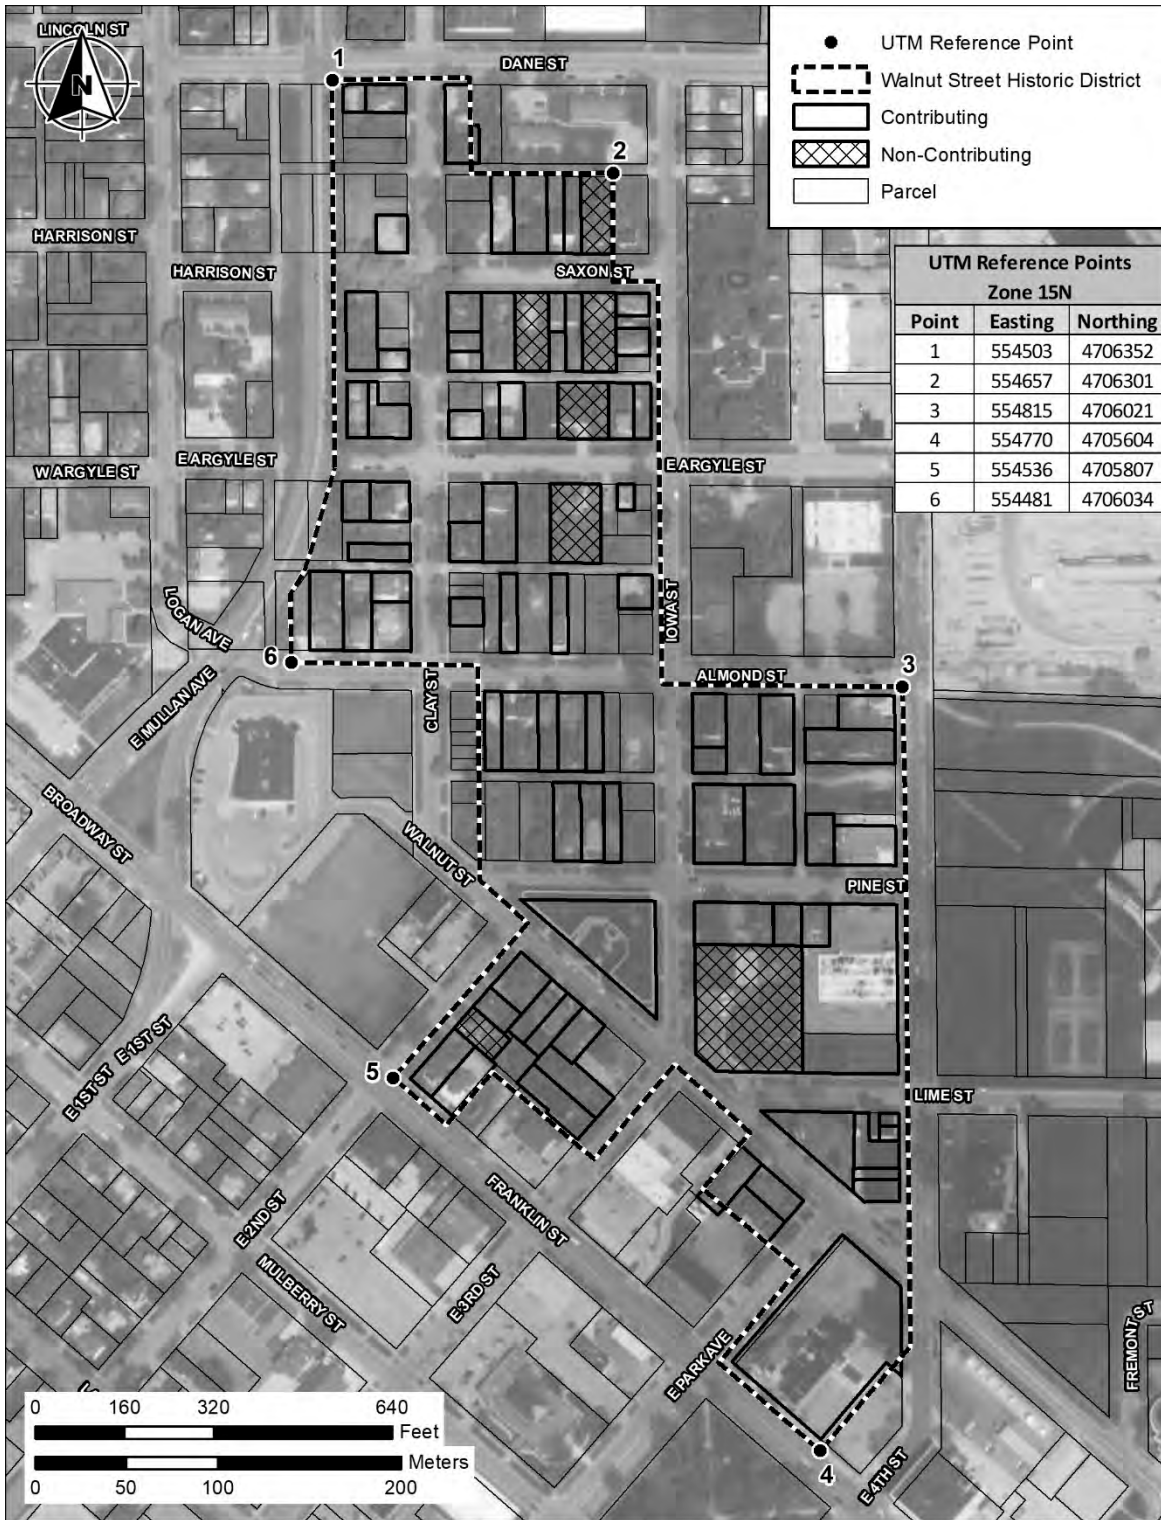 LINCOLN ST
N
1
DANE ST
UTM Reference Point
Walnut Street Historic District
Contributing
Non-Contributing
Parcel
2
HARRISON ST
HARRISON ST
SAXON ST
UTM Reference Points
Zone 15N
Point Easting Northing
1 554503 4706352
2 554657 4706301
3 554815 4706021
4 554770 4705604
5 554536 4705807
6 554481 4706034
W ARGYLE ST
E ARGYLE ST
E ARGYLE ST
LOGAN AVE
IOWA ST
6
3
ALMOND ST
E MULLAN AVE
CLAY ST
BROADWAY ST
WALNUT ST
PINE ST
E 1ST ST
E 1ST ST
5
LIME ST
E 2ND ST
FRANKLIN ST
MULBERRY ST
E 3RD ST
E PARK AVE
FREMONT ST
0 160 320 640
Feet
Meters
0 50 100 200
4
E 4TH ST